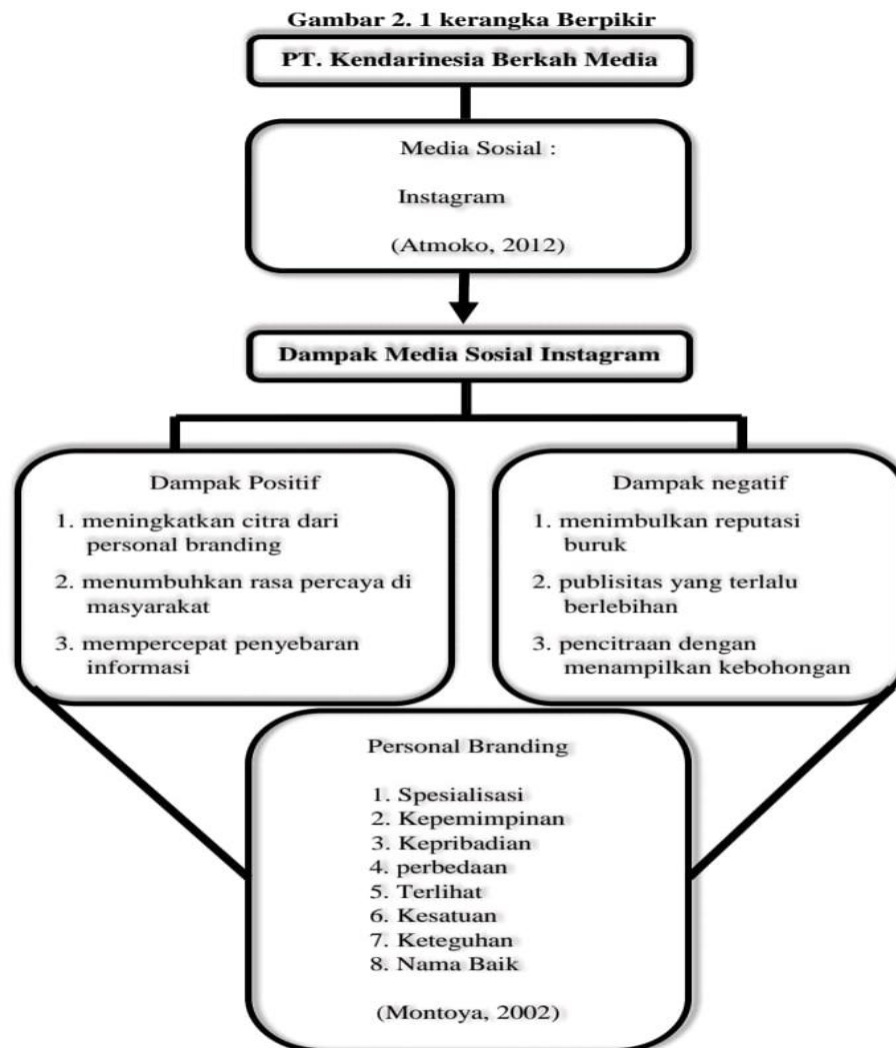 Gambar 2. 1 kerangka Berpikir
PT. Kendarinesia Berkah Media
Media Sosial :
Instagram
(Atmoko, 2012)
Dampak Media Sosial Instagram
Dampak Positif
1. meningkatkan citra dari
personal branding
2. menumbuhkan rasa percaya di
masyarakat
3. mempercepat penyebaran
informasi
Dampak negatif
1. menimbulkan reputasi
buruk
2. publisitas yang terlalu
berlebihan
3. pencitraan dengan
menampilkan kebohongan
Personal Branding
1. Spesialisasi
2. Kepemimpinan
3. Kepribadian
4. perbedaan
5. Terlihat
6. Kesatuan
7. Keteguhan
8. Nama Baik
(Montoya, 2002)